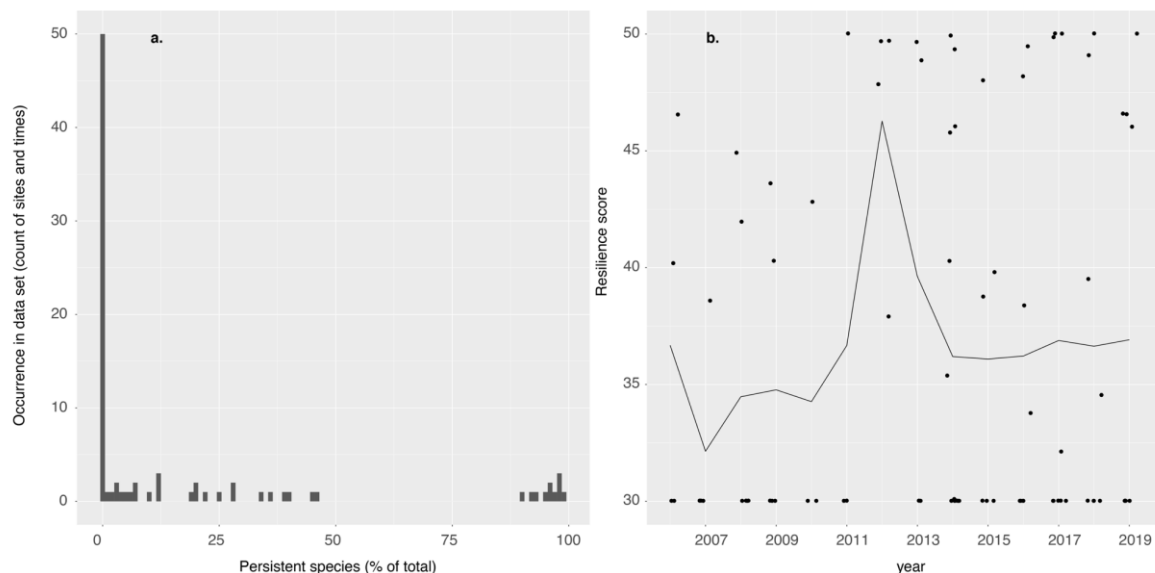 a.
Occurrence in data set (count of sites and times)
50
40
30
20
10
0
0 25 50 75 100
Persistent species (% of total)
b.
Resilience score
50
45
40
35
30
2007 2009 2011 2013 2015 2017 2019
year